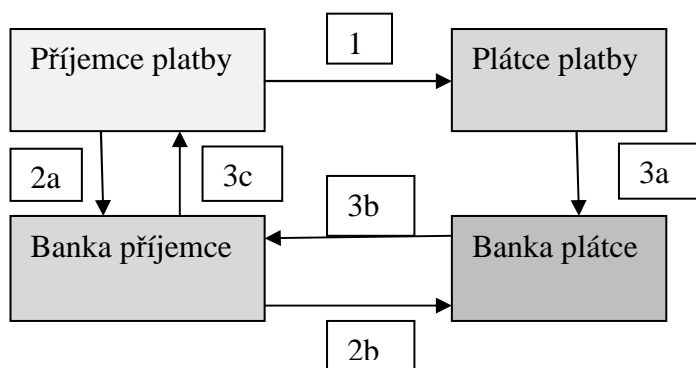 1
Příjemce platby
Plátce platby
2a
3c
3a
3b
Banka příjemce
Banka plátce
2b